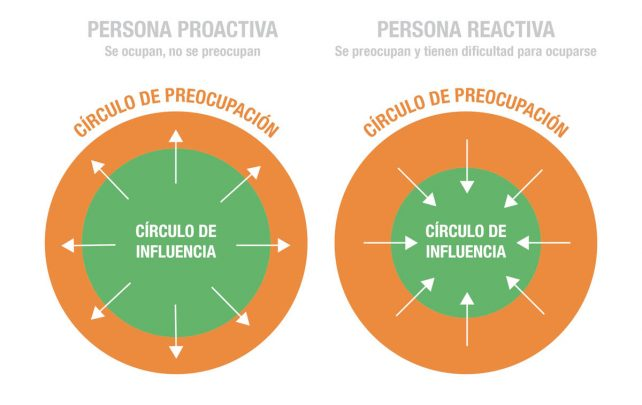 PERSONA PROACTIVA
Se ocupan, no se preocupan
CÍRCULO DE PREOCUPACIÓN
CÍRCULO DE
INFLUENCIA
PERSONA REACTIVA
Se preocupan y tienen dificultad para ocuparse
CÍRCULO DE PREOCUPACIÓN
CÍRCULO DE
INFLUENCIA